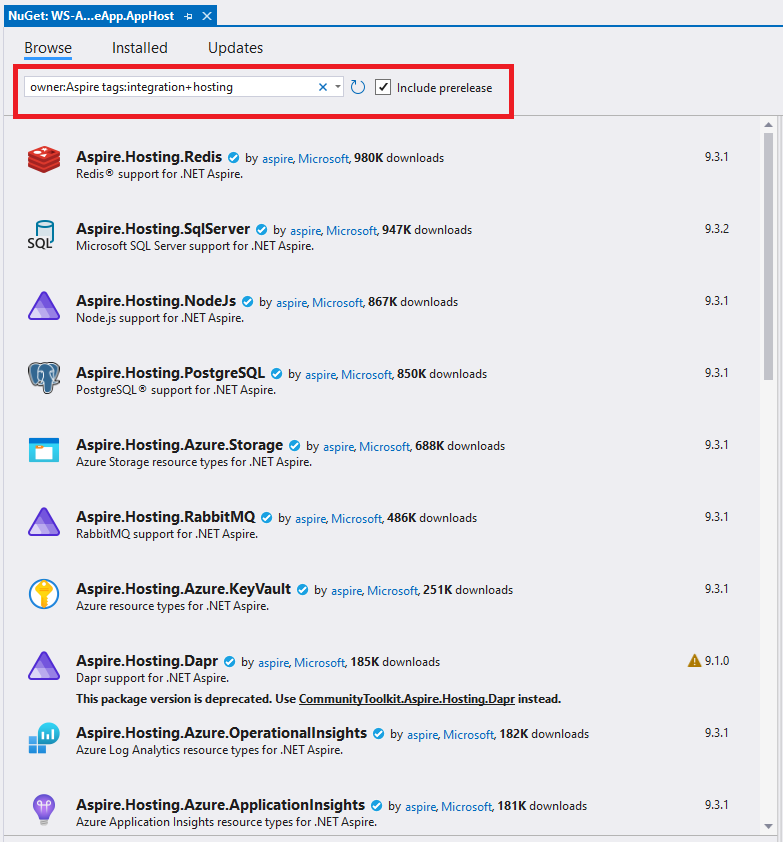 NuGet: WS-A...eApp.AppHost
Browse Installed Updates
owner:Aspire tags:integration+hosting Include prerelease
Aspire.Hosting.Redis by aspire, Microsoft, 980K downloads 9.3.1
Redis® support for .NET Aspire.
Aspire.Hosting.SqlServer by aspire, Microsoft, 947K downloads 9.3.2
SQL Microsoft SQL Server support for .NET Aspire.
Aspire.Hosting.NodeJs by aspire, Microsoft, 867K downloads 9.3.1
Node.js support for .NET Aspire.
Aspire.Hosting.PostgreSQL by aspire, Microsoft, 850K downloads 9.3.1
PostgreSQL® support for .NET Aspire.
Aspire.Hosting.Azure.Storage by aspire, Microsoft, 688K downloads 9.3.1
Azure Storage resource types for .NET Aspire.
Aspire.Hosting.RabbitMQ by aspire, Microsoft, 486K downloads 9.3.1
RabbitMQ support for .NET Aspire.
Aspire.Hosting.Azure.KeyVault by aspire, Microsoft, 251K downloads 9.3.1
Azure resource types for .NET Aspire.
Aspire.Hosting.Dapr by aspire, Microsoft, 185K downloads 9.1.0
Dapr support for .NET Aspire.
This package version is deprecated. Use CommunityToolkit.Aspire.Hosting.Dapr instead.
Aspire.Hosting.Azure.OperationalInsights by aspire, Microsoft, 182K downloads 9.3.1
Azure Log Analytics resource types for .NET Aspire.
Aspire.Hosting.Azure.ApplicationInsights by aspire, Microsoft, 181K downloads 9.3.1
Azure Application Insights resource types for .NET Aspire.